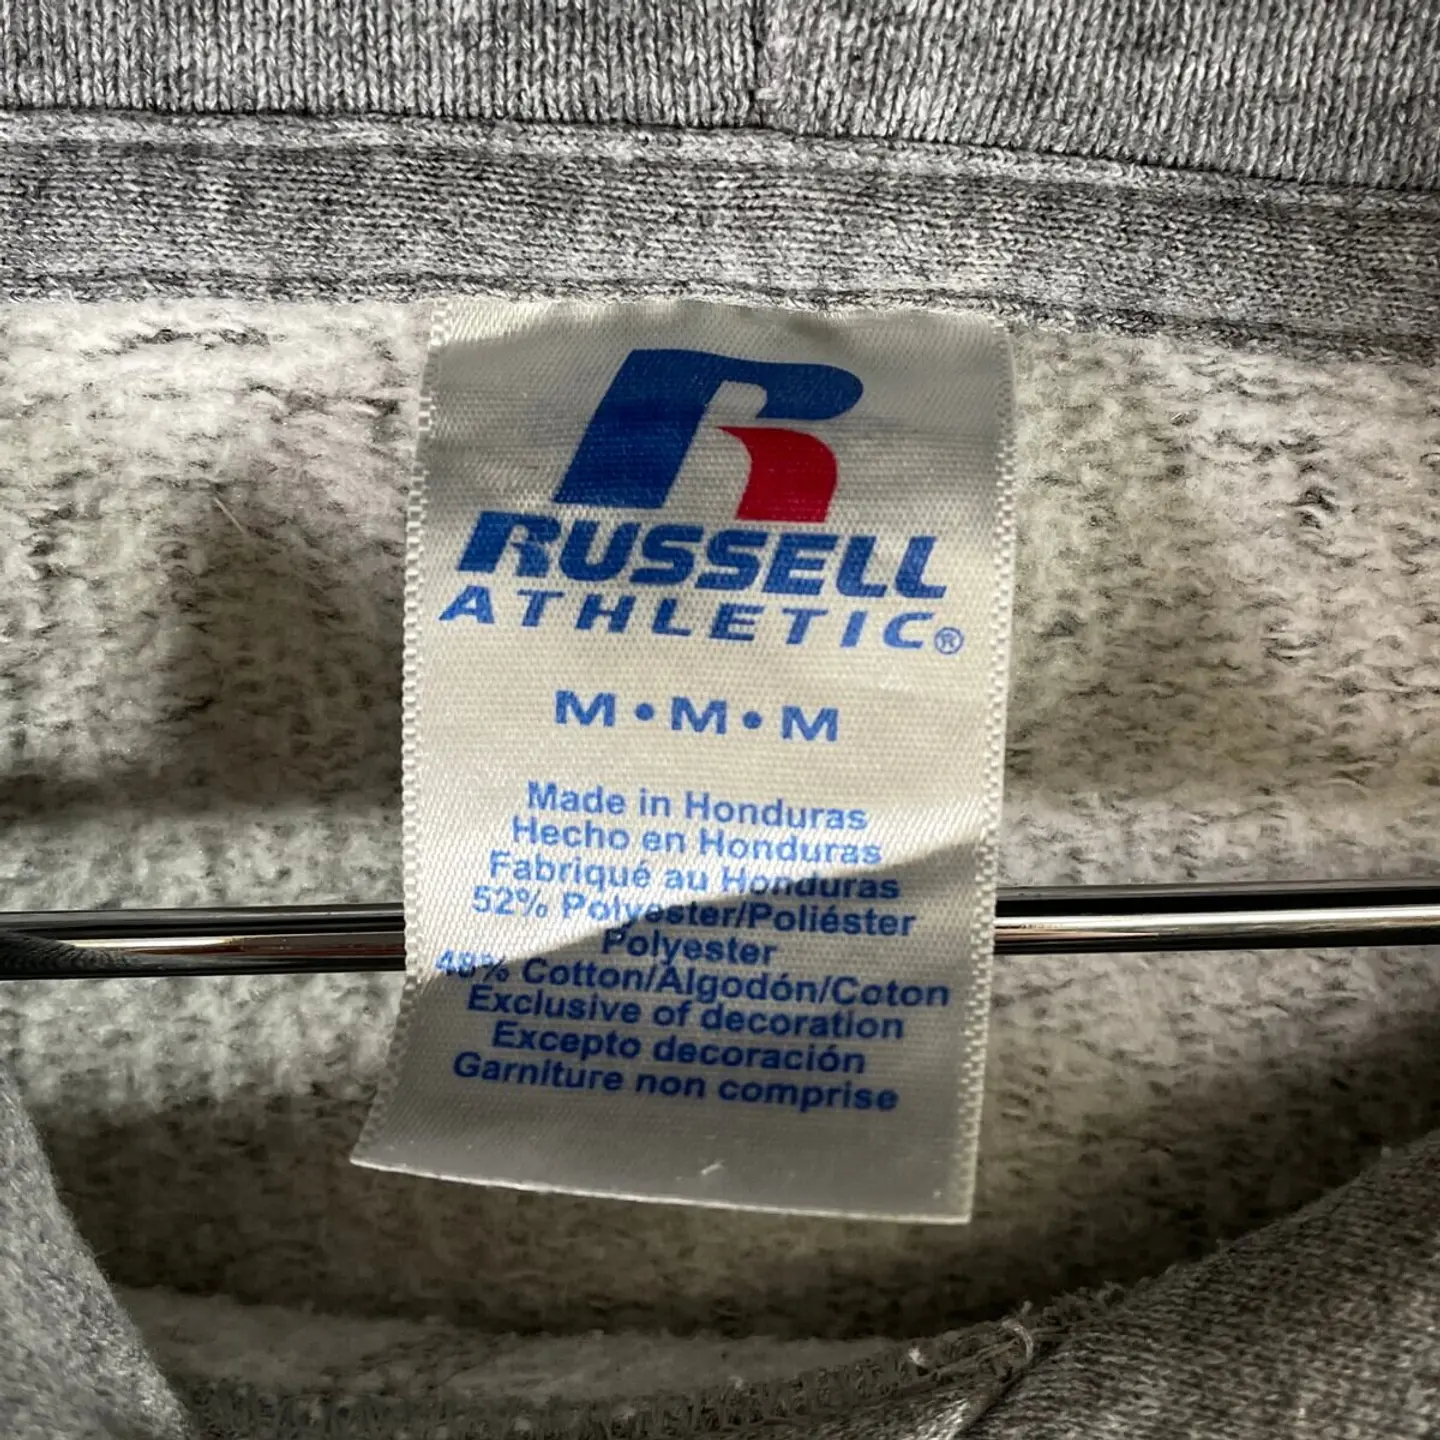 RUSSELL
ATHLETIC®
M•M•M
Made in Honduras
Hecho en Honduras
Fabriqué au Honduras
52% Polyester/Poliéster
Polyester
48% Cotton/Algodón/Coton
Exclusive of decoration
Excepto decoración
Garniture non comprise